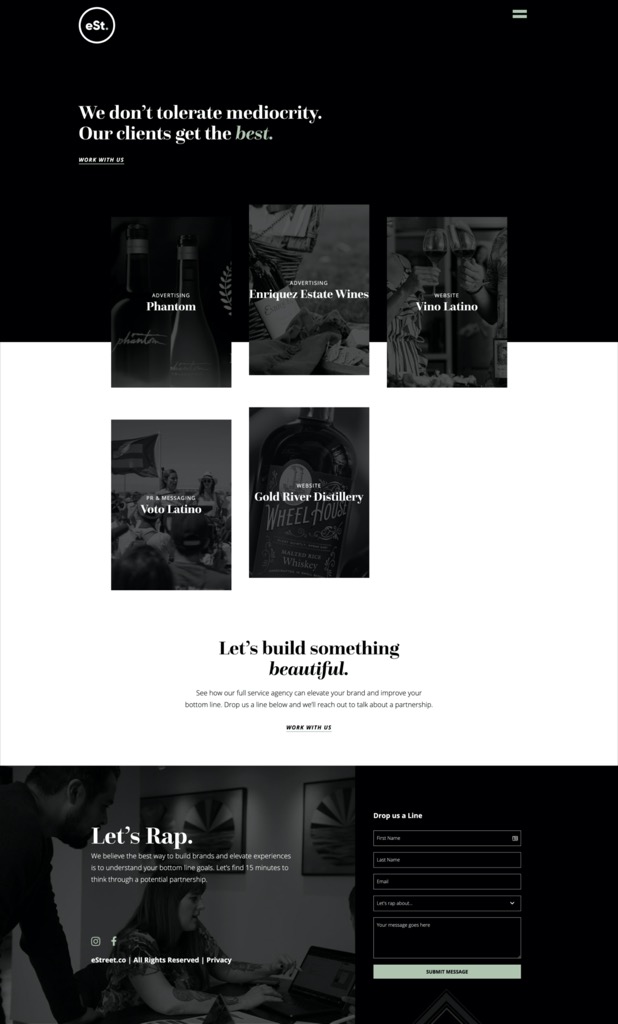 eSt.
We don’t tolerate mediocrity.
Our clients get the best.
WORK WITH US
ADVERTISING
Phantom
phantom
ADVERTISING
Enriquez Estate Wines
WEBSITE
Vino Latino
PR & MESSAGING
Voto Latino
WEBSITE
Gold River Distillery
WHEEL HOUSE
Whiskey
Let’s build something
beautiful.
See how our full service agency can elevate your brand and improve your
bottom line. Drop us a line below and we’ll reach out to talk about a partnership.
WORK WITH US
Let’s Rap.
We believe the best way to build brands and elevate experiences
is to understand your bottom line goals. Let’s find 15 minutes to
think through a potential partnership.
eStreet.co | All Rights Reserved | Privacy
Drop us a Line
First Name
Last Name
Email
Let’s rap about...
Your message goes here
SUBMIT MESSAGE